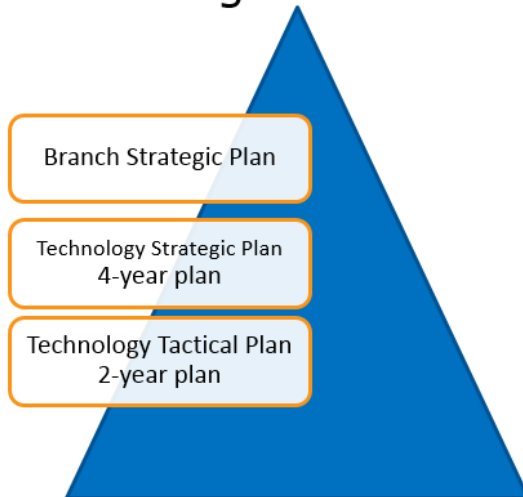 Branch Strategic Plan
Technology Strategic Plan
4-year plan
Technology Tactical Plan
2-year plan